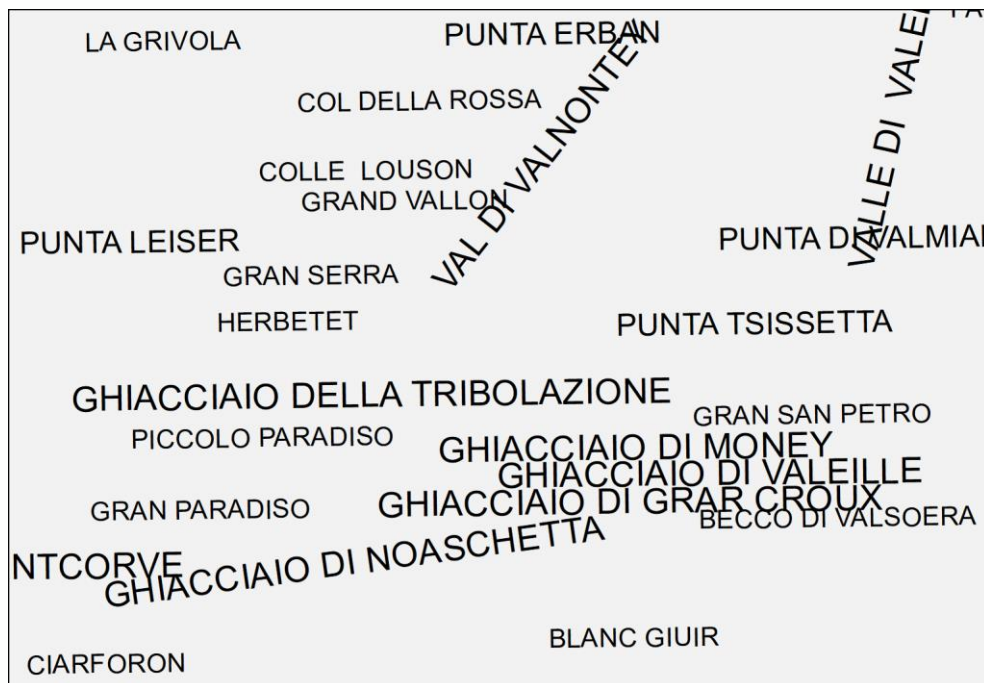 LA GRIVOLA
PUNTA ERBAN
COL DELLA ROSSA
VAL DI VALNONTEY
VALLE DI VALEI
COLLE LOUSON
GRAND VALLON
PUNTA LEISER
PUNTA DI VALMIAN
GRAN SERRA
HERBETET
PUNTA TSISSETTA
GHIACCIAIO DELLA TRIBOLAZIONE
GRAN SAN PETRO
PICCOLO PARADISO
GHIACCIAIO DI MONEY
GHIACCIAIO DI VALEILLE
GHIACCIAIO DI GRAR CROUX
GRAN PARADISO
BECCO DI VALSOERA
GHIACCIAIO DI NOASCHETTA
NTCORVE
BLANC GIUIR
CIARFORON